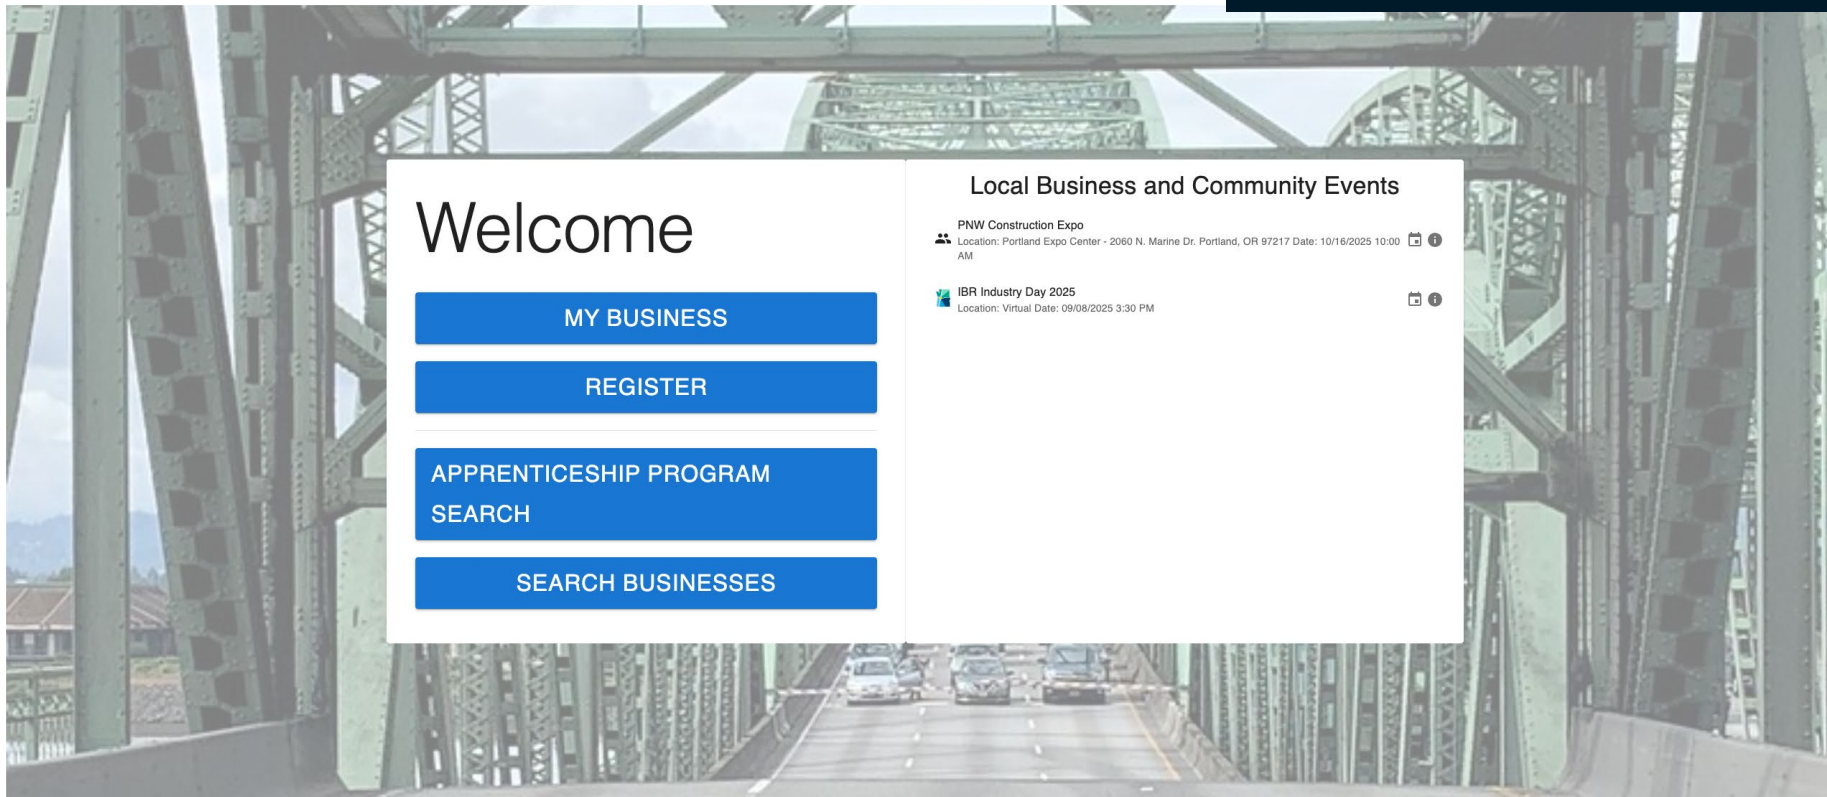 Welcome
MY BUSINESS
REGISTER
APPRENTICESHIP PROGRAM
SEARCH
SEARCH BUSINESSES
Local Business and Community Events
PNW Construction Expo
Location: Portland Expo Center - 2060 N. Marine Dr. Portland, OR 97217 Date: 10/16/2025 10:00
AM
IBR Industry Day 2025
Location: Virtual Date: 09/08/2025 3:30 PM